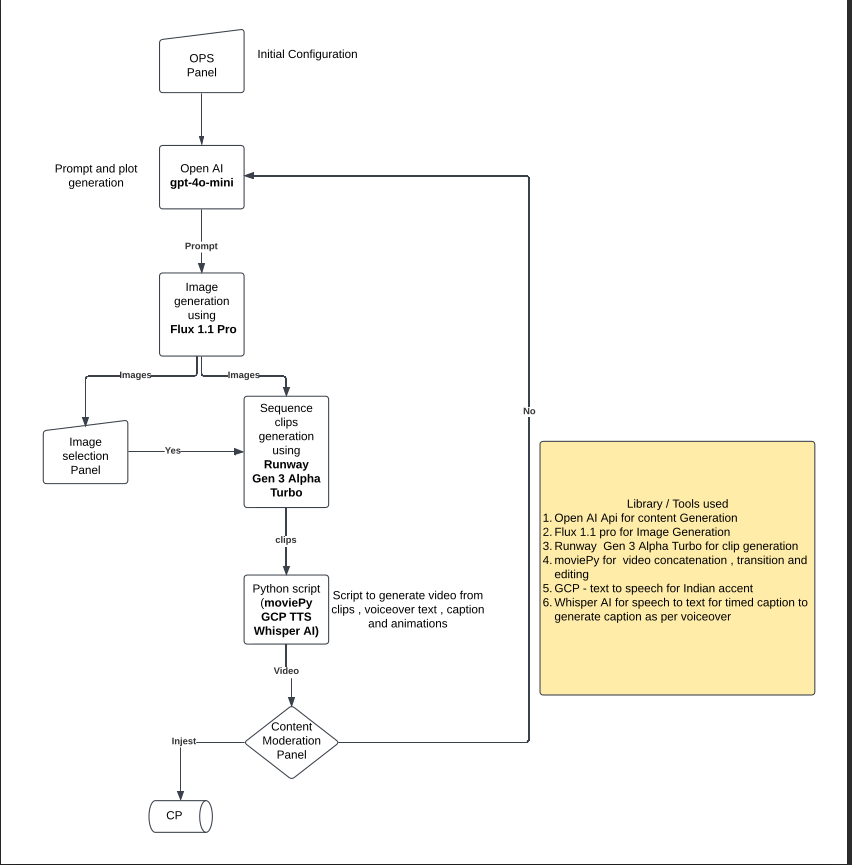 OPS
Panel
Initial Configuration
Prompt and plot
generation
Open AI
gpt-4o-mini
Prompt
Image
generation
using
Flux 1.1 Pro
Images
Images
Image
selection
Panel
Yes
Sequence
clips
generation
using
Runway
Gen 3 Alpha
Turbo
No
clips
Python script
(moviePy
GCP TTS
Whisper AI)
Script to generate video from
clips , voiceover text , caption
and animations
Library / Tools used
1. Open AI Api for content Generation
2. Flux 1.1 pro for Image Generation
3. Runway  Gen 3 Alpha Turbo for clip generation
4. moviePy for  video concatenation , transition and
editing
5. GCP - text to speech for Indian accent
6. Whisper AI for speech to text for timed caption to
generate caption as per voiceover
Video
Content
Moderation
Panel
Injest
CP